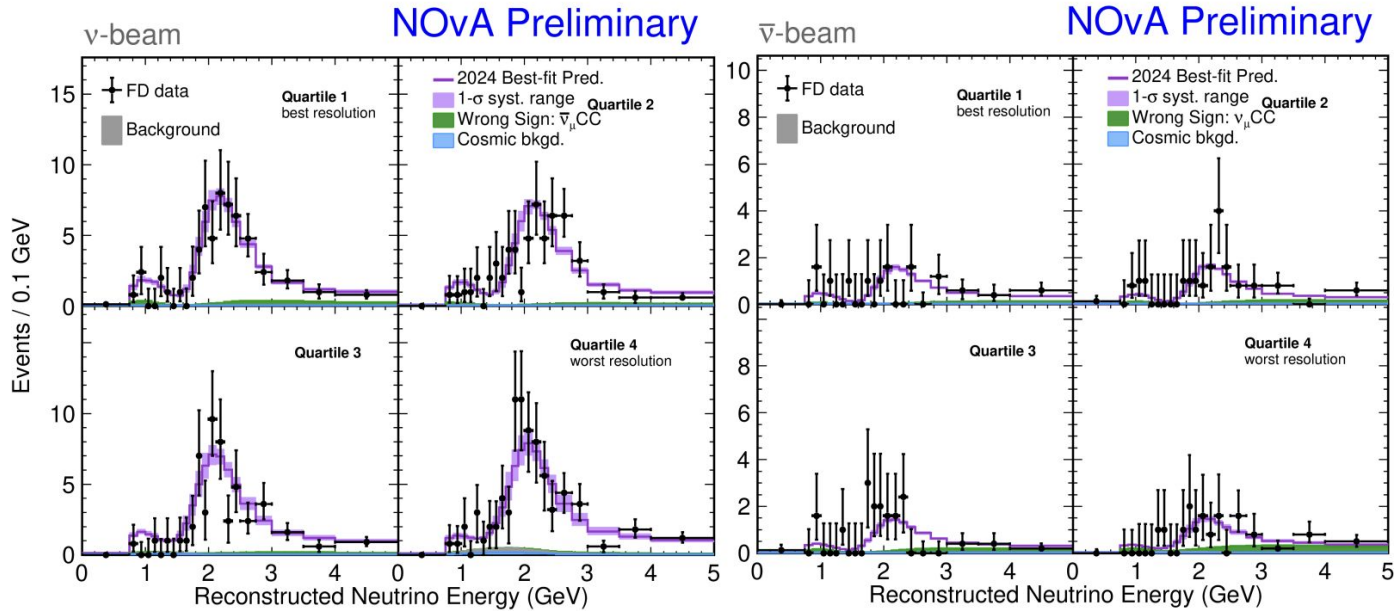 ν-beam
NOvA Preliminary
FD data
Background
Quartile 1
best resolution
2024 Best-fit Pred.
1-σ syst. range
Quartile 2
Wrong Sign: ν̅μCC
Cosmic bkgd.
Quartile 3
Quartile 4
worst resolution
15
10
5
0
10
5
0
Events / 0.1 GeV
0 1 2 3 4 0 1 2 3 4 5
Reconstructed Neutrino Energy (GeV)
ν̅-beam
NOvA Preliminary
FD data
Background
Quartile 1
best resolution
2024 Best-fit Pred.
1-σ syst. range
Quartile 2
Wrong Sign: νμCC
Cosmic bkgd.
Quartile 3
Quartile 4
worst resolution
10
8
6
4
2
0
8
6
4
2
0
0 1 2 3 4 0 1 2 3 4 5
Reconstructed Neutrino Energy (GeV)